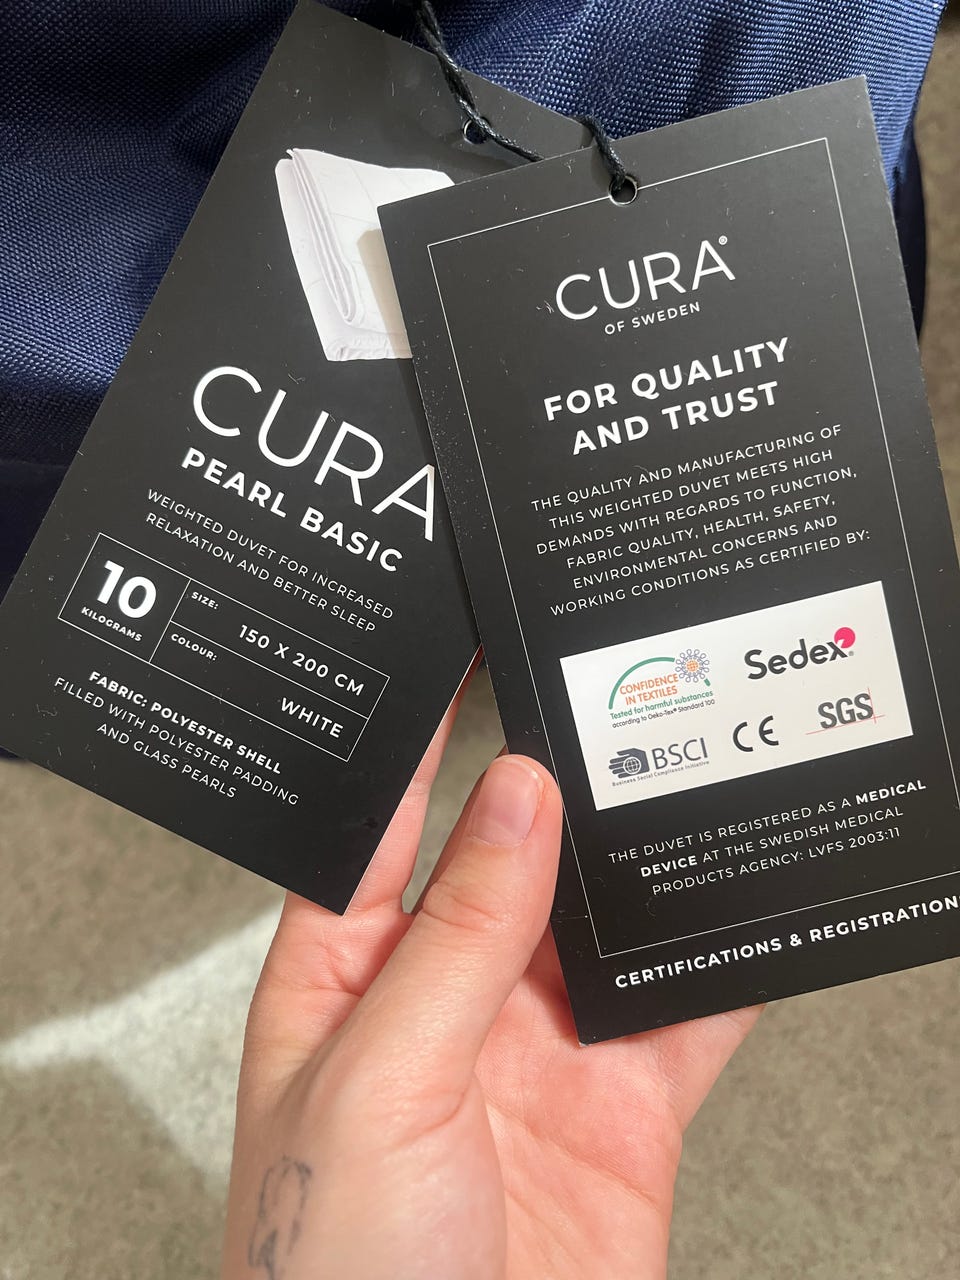 CURA
PEARL BASIC
WEIGHTED DUVET FOR INCREASED
RELAXATION AND BETTER SLEEP
10
KILOGRAMS
SIZE:
150 X 200 CM
COLOUR:
WHITE
FABRIC: POLYESTER SHELL
FILLED WITH POLYESTER PADDING
AND GLASS PEARLS
CURA®
OF SWEDEN
FOR QUALITY
AND TRUST
THE QUALITY AND MANUFACTURING OF
THIS WEIGHTED DUVET MEETS HIGH
DEMANDS WITH REGARDS TO FUNCTION,
FABRIC QUALITY, HEALTH, SAFETY,
ENVIRONMENTAL CONCERNS AND
WORKING CONDITIONS AS CERTIFIED BY:
CONFIDENCE
IN TEXTILES
Tested for harmful substances
according to Oeko-Tex® Standard 100
Sedex®
BSCI
Business Social Compliance Initiative
CE
SGS
THE DUVET IS REGISTERED AS A MEDICAL
DEVICE AT THE SWEDISH MEDICAL
PRODUCTS AGENCY: LVFS 2003:11
CERTIFICATIONS & REGISTRATION